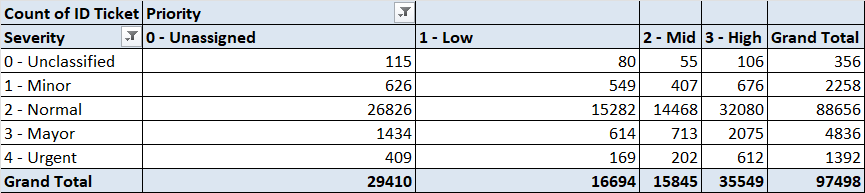 Count of ID Ticket Priority
Severity 0 - Unassigned 1 - Low 2 - Mid 3 - High Grand Total
0 - Unclassified 115 80 55 106 356
1 - Minor 626 549 407 676 2258
2 - Normal 26826 15282 14468 32080 88656
3 - Mayor 1434 614 713 2075 4836
4 - Urgent 409 169 202 612 1392
Grand Total 29410 16694 15845 35549 97498